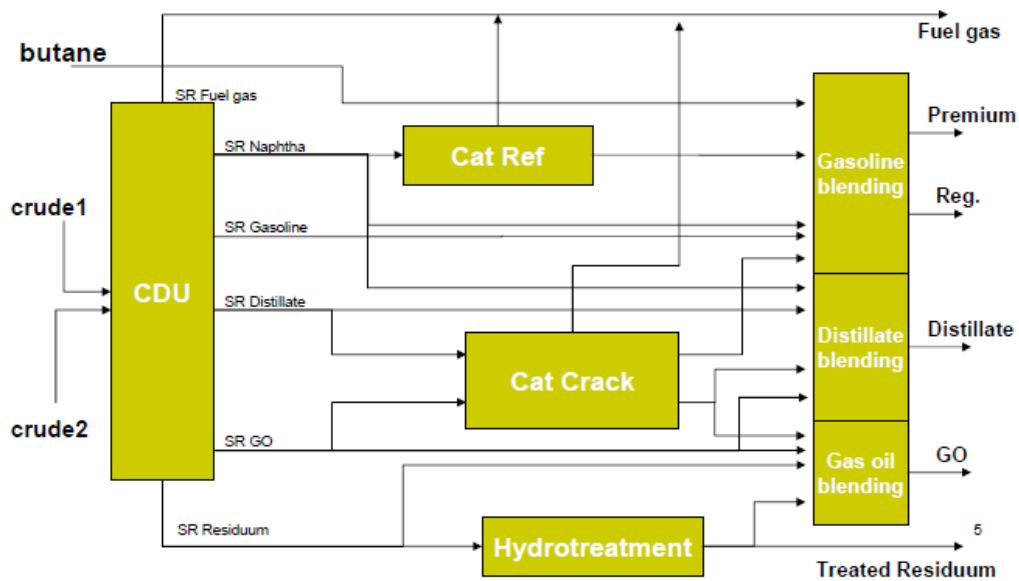 Fuel gas
butane
SR Fuel gas
Premium
SR Naphtha
Cat Ref
Gasoline
blending
crude1
Reg.
SR Gasoline
CDU
SR Distillate
Distillate
Distillate
blending
Cat Crack
crude2
SR GO
GO
Gas oil
blending
SR Residuum
5
Hydrotreatment
Treated Residuum